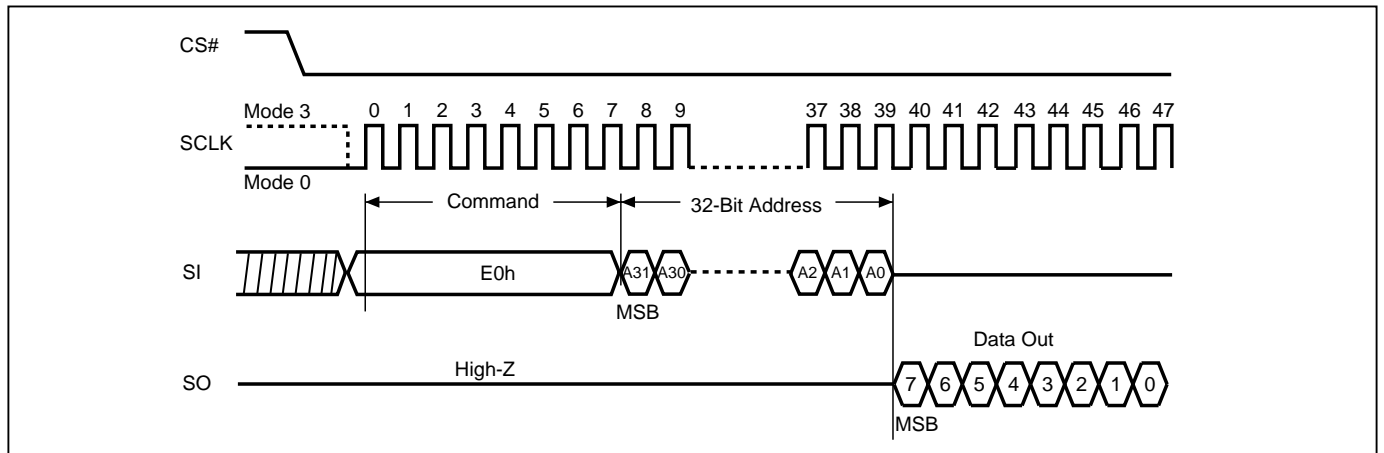 CS#
Mode 3 0 1 2 3 4 5 6 7 8 9 37 38 39 40 41 42 43 44 45 46 47
SCLK
Mode 0
Command 32-Bit Address
SI E0h A31 A30 A2 A1 A0
MSB
Data Out
High-Z
SO 7 6 5 4 3 2 1 0
MSB